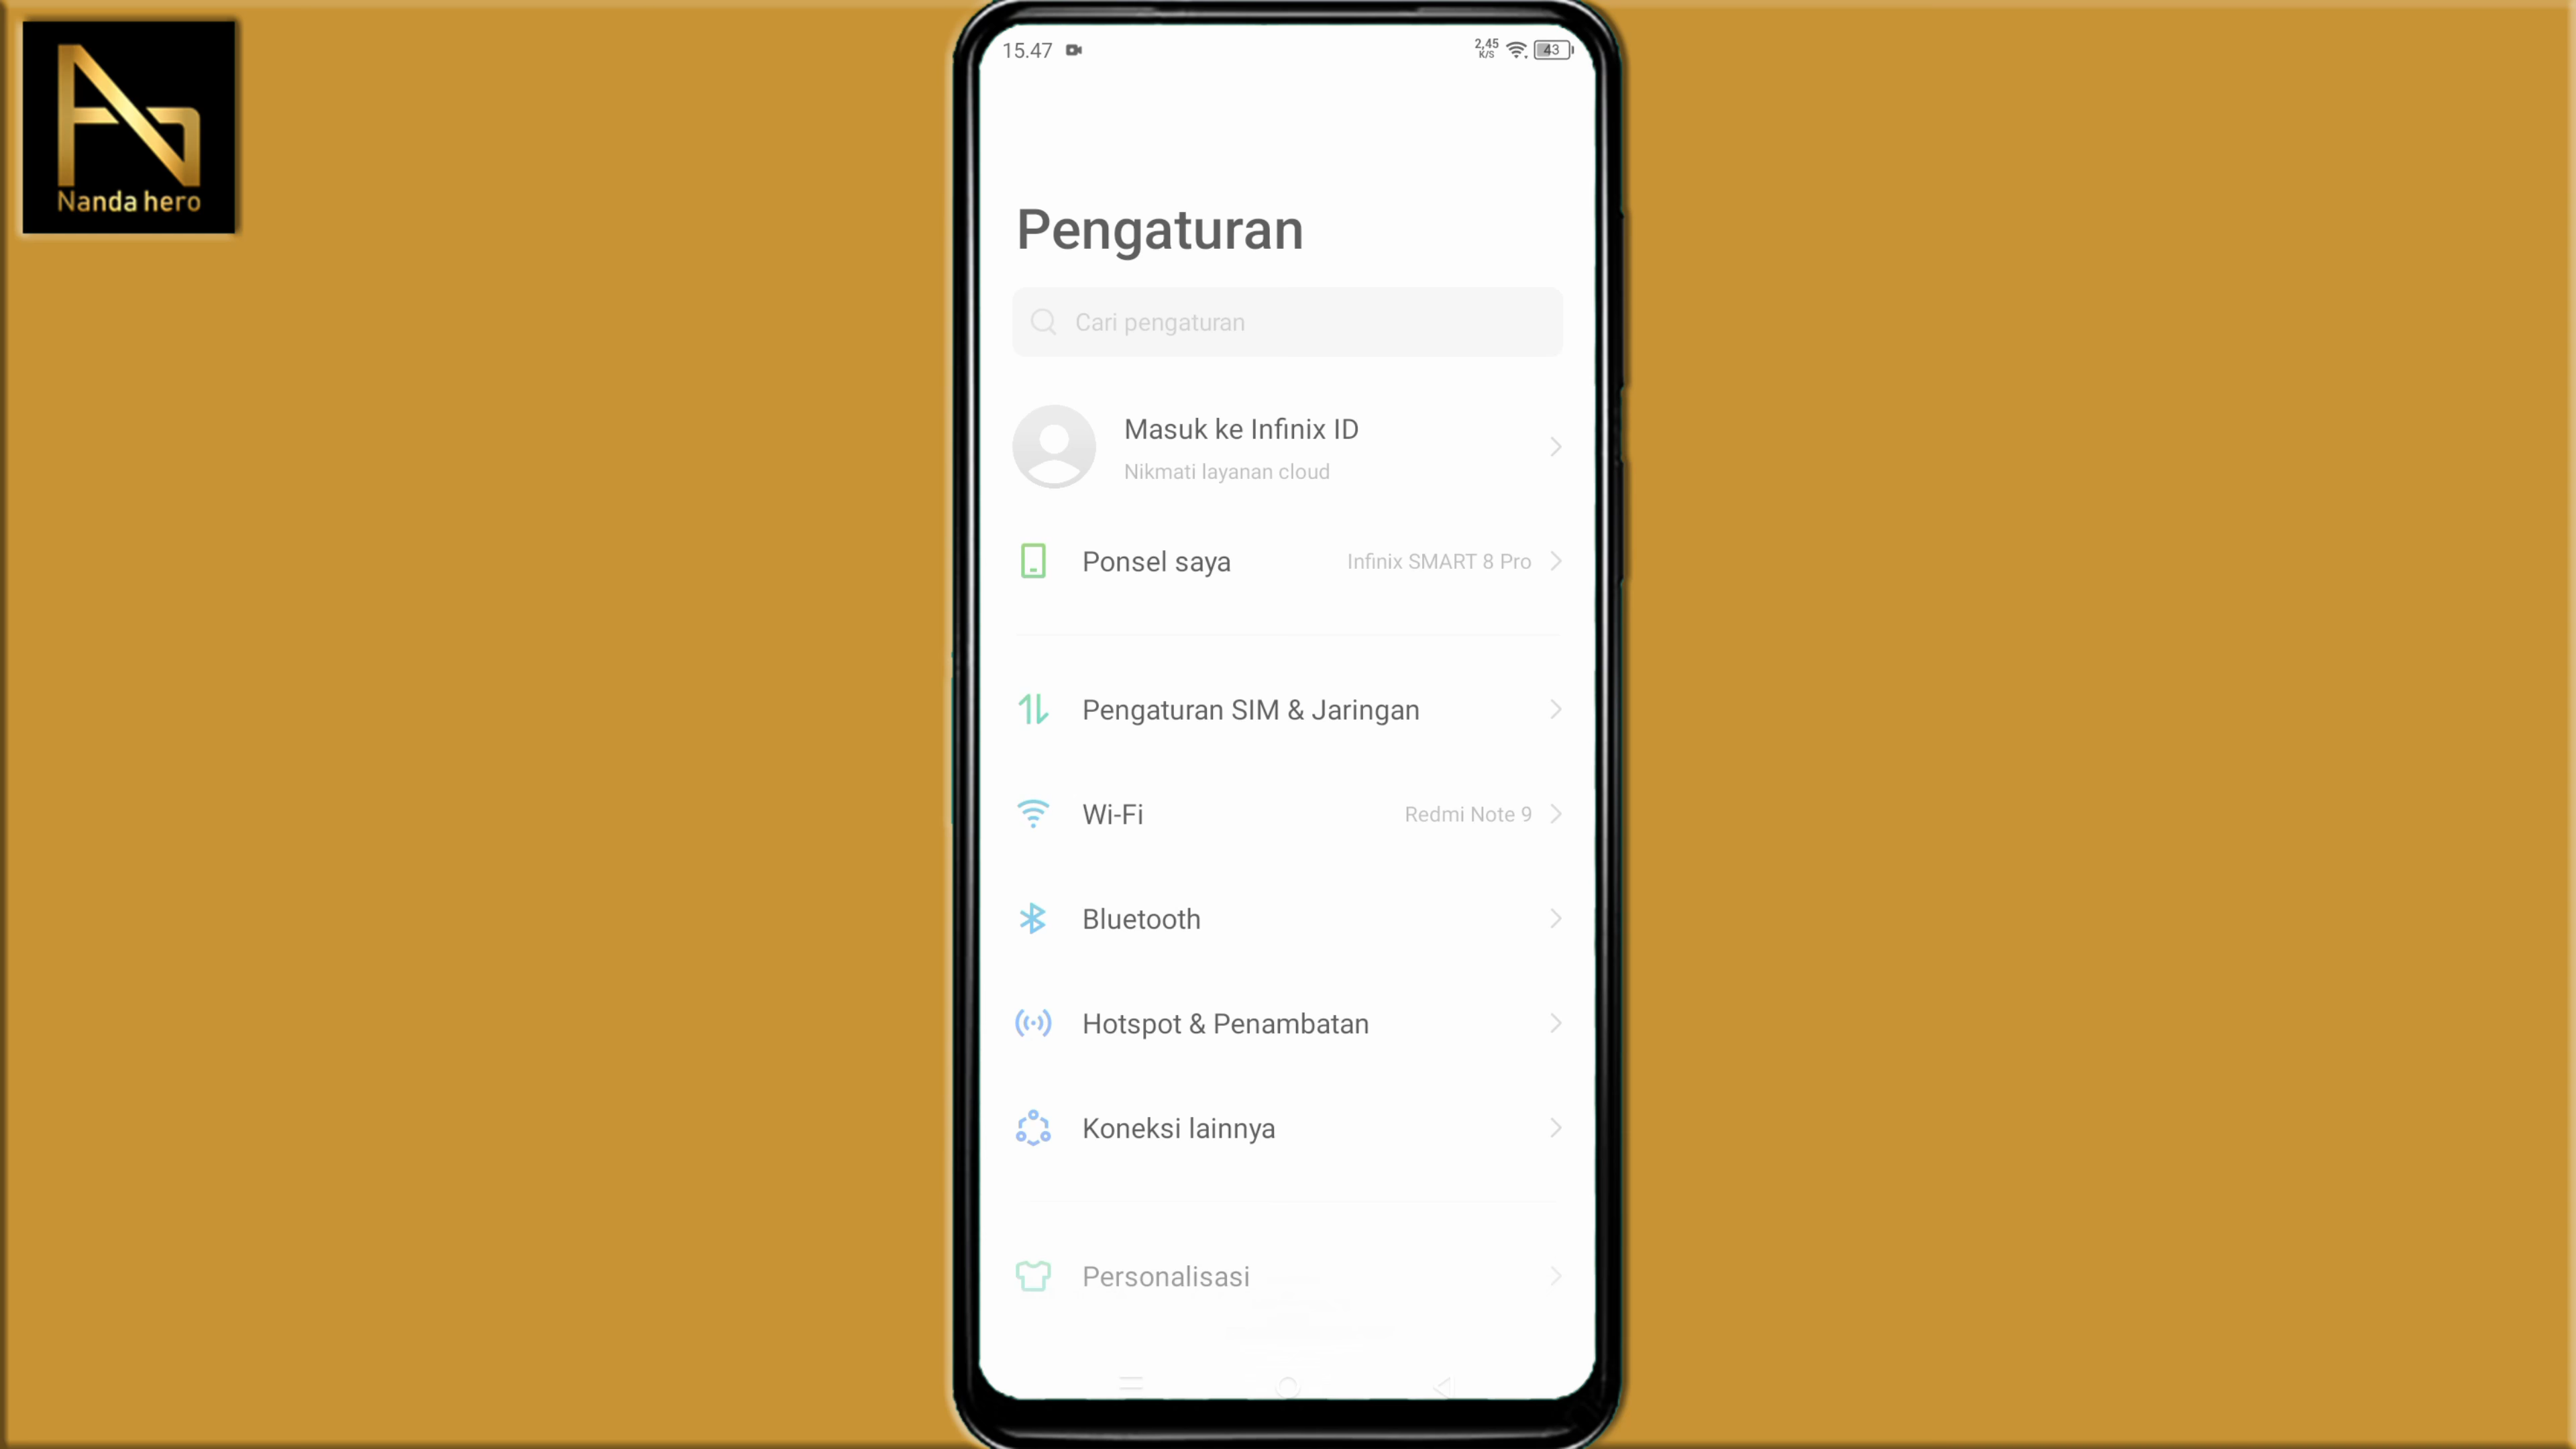 Nanda hero
15.47
2,45
K/S
43
Pengaturan
Cari pengaturan
Masuk ke Infinix ID
Nikmati layanan cloud
Ponsel saya
Infinix SMART 8 Pro
Pengaturan SIM & Jaringan
Wi-Fi
Redmi Note 9
Bluetooth
Hotspot & Penambatan
Koneksi lainnya
Personalisasi